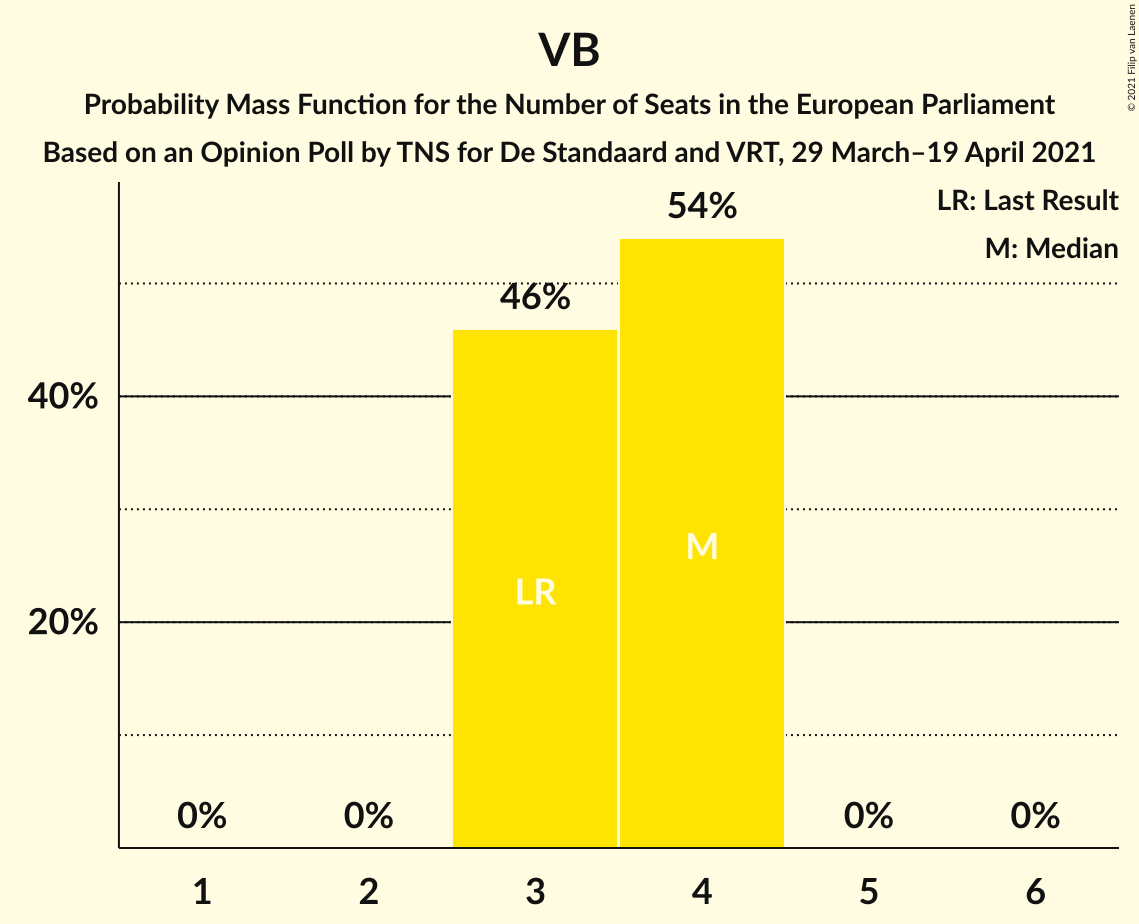 VB
Probability Mass Function for the Number of Seats in the European Parliament
Based on an Opinion Poll by TNS for De Standaard and VRT, 29 March–19 April 2021
© 2021 Filip van Laenen
LR: Last Result
M: Median
54%
46%
40%
20%
M
LR
0%
0%
0%
0%
1
2
3
4
5
6